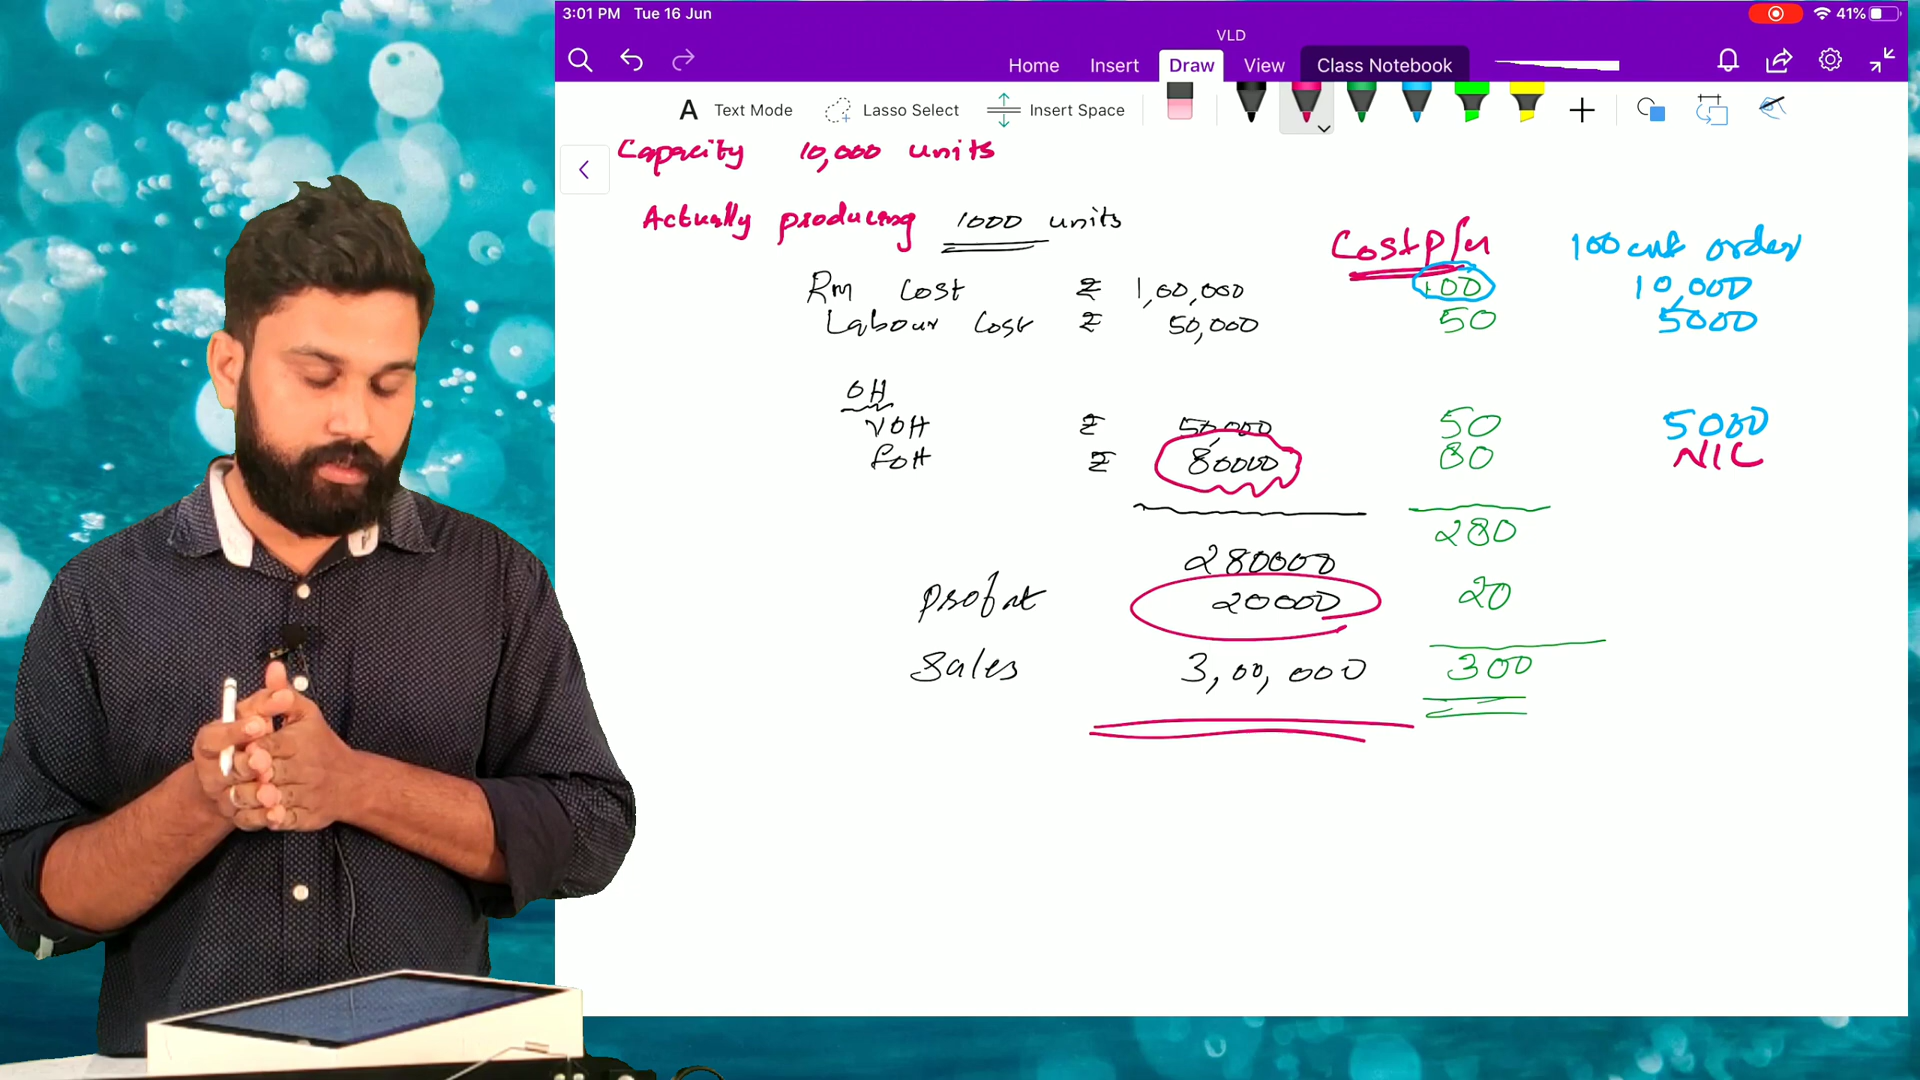 3:01 PM Tue 16 Jun 41%
VLD
Home Insert Draw View Class Notebook
A Text Mode Lasso Select Insert Space
Capacity 10,000 units
Actually producing 1000 units
Cost p/u 100 unit order
Rm Cost ₹ 1,00,000 100 10,000
Labour Cost ₹ 50,000 50 5000
OH
VOH ₹ 50,000 50 5000
FOH ₹ 80000 80 NIL
280000 280
Profit 20000 20
Sales 3,00,000 300